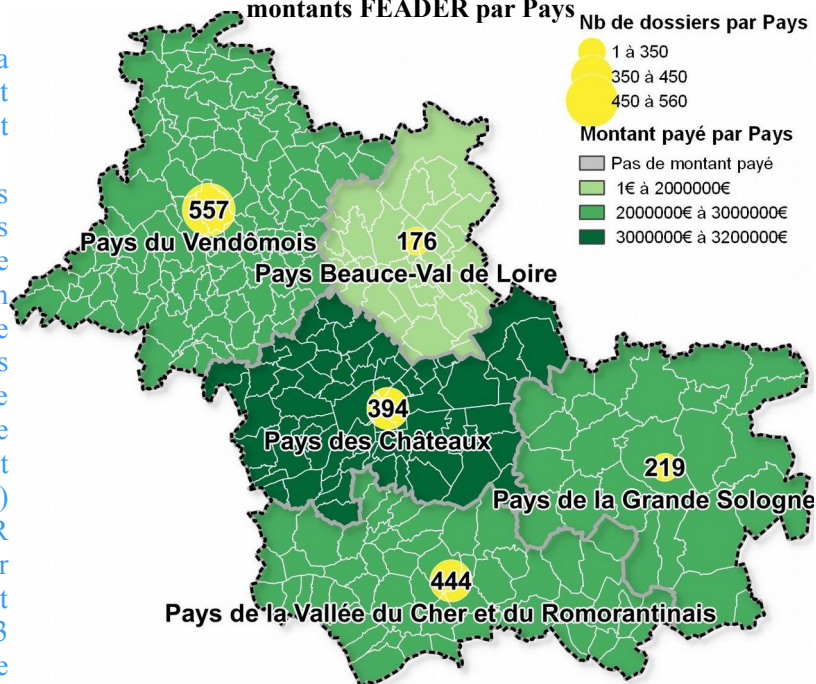 montants FEADER par Pays
Nb de dossiers par Pays
1 à 350
350 à 450
450 à 560
Montant payé par Pays
Pas de montant payé
1€ à 2000000€
2000000€ à 3000000€
3000000€ à 3200000€
557
Pays du Vendômois
176
Pays Beauce-Val de Loire
394
Pays des Châteaux
219
Pays de la Grande Sologne
444
Pays de la Vallée du Cher et du Romorantinais